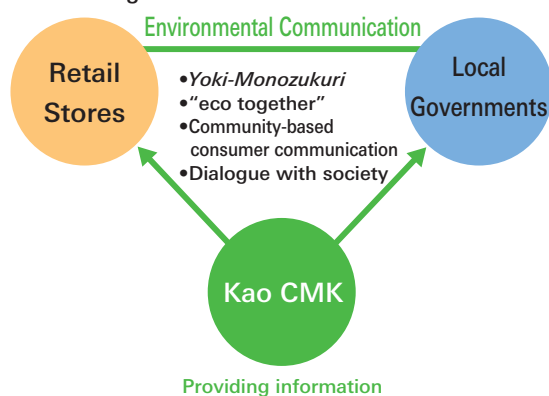 Environmental Communication
Retail
Stores
Local
Governments
•Yoki-Monozukuri
•“eco together”
•Community-based
consumer communication
•Dialogue with society
Kao CMK
Providing information